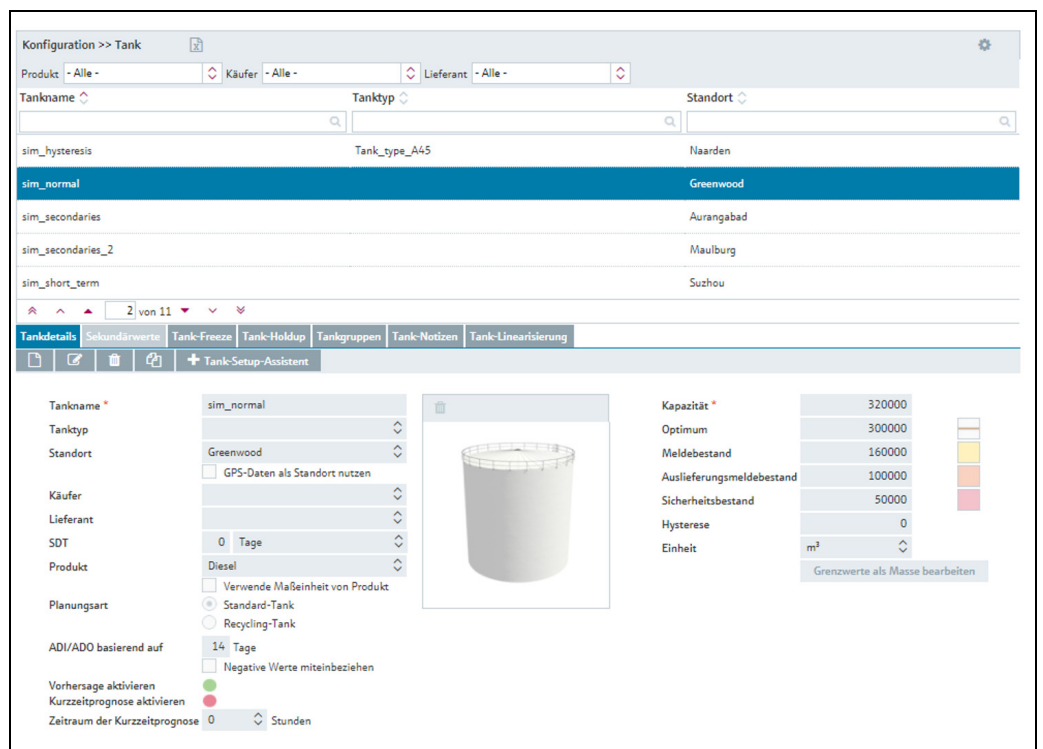 Konfiguration >> Tank
Produkt - Alle - Käufer - Alle - Lieferant - Alle -
Tankname Tanktyp Standort
sim_hysteresis Tank_type_A45 Naarden
sim_normal Greenwood
sim_secondaries Aurangabad
sim_secondaries_2 Maulburg
sim_short_term Suzhou
2 von 11
Tankdetails Sekundärwerte Tank-Freeze Tank-Holdup Tankgruppen Tank-Notizen Tank-Linearisierung
Tank-Setup-Assistent
Tankname * sim_normal
Tanktyp
Standort Greenwood
GPS-Daten als Standort nutzen
Käufer
Lieferant
SDT 0 Tage
Produkt Diesel
Verwende Maßeinheit von Produkt
Planungsart Standard-Tank
Recycling-Tank
ADI/ADO basierend auf 14 Tage
Negative Werte miteinbeziehen
Vorhersage aktivieren
Kurzzeitprognose aktivieren
Zeitraum der Kurzzeitprognose 0 Stunden
Kapazität * 320000
Optimum 300000
Meldebestand 160000
Auslieferungsmeldebestand 100000
Sicherheitsbestand 50000
Hysterese 0
Einheit m³
Grenzwerte als Masse bearbeiten